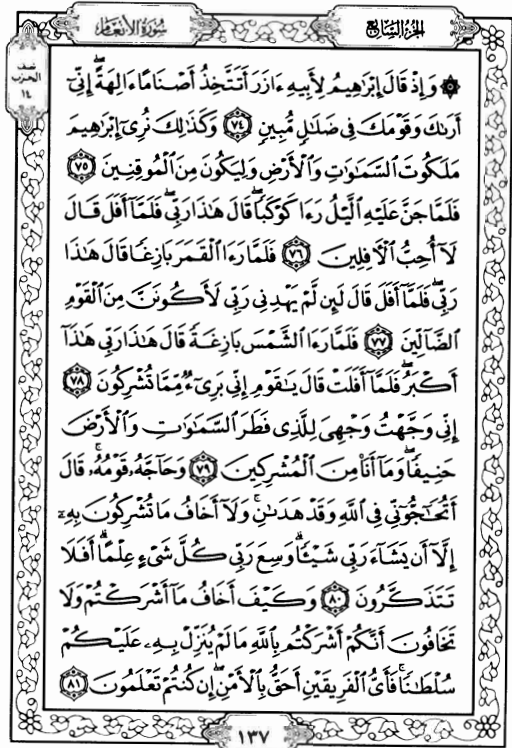 الجزء السابع
سورة الأنعام
نصف
الحزب
١٤
۞ وَإِذْ قَالَ إِبْرَٰهِيمُ لِأَبِيهِ ءَازَرَ أَتَتَّخِذُ أَصْنَامًا ءَالِهَةً ۖ إِنِّىٓ
أَرَىٰكَ وَقَوْمَكَ فِى ضَلَٰلٍ مُّبِينٍ ٧٤ وَكَذَٰلِكَ نُرِىٓ إِبْرَٰهِيمَ
مَلَكُوتَ ٱلسَّمَٰوَٰتِ وَٱلْأَرْضِ وَلِيَكُونَ مِنَ ٱلْمُوقِنِينَ ٧٥
فَلَمَّا جَنَّ عَلَيْهِ ٱلَّيْلُ رَءَا كَوْكَبًا ۖ قَالَ هَٰذَا رَبِّى ۖ فَلَمَّآ أَفَلَ قَالَ
لَآ أُحِبُّ ٱلْءَافِلِينَ ٧٦ فَلَمَّا رَءَا ٱلْقَمَرَ بَازِغًا قَالَ هَٰذَا
رَبِّى ۖ فَلَمَّآ أَفَلَ قَالَ لَئِن لَّمْ يَهْدِنِى رَبِّى لَأَكُونَنَّ مِنَ ٱلْقَوْمِ
ٱلضَّآلِّينَ ٧٧ فَلَمَّا رَءَا ٱلشَّمْسَ بَازِغَةً قَالَ هَٰذَا رَبِّى هَٰذَآ
أَكْبَرُ ۖ فَلَمَّآ أَفَلَتْ قَالَ يَٰقَوْمِ إِنِّى بَرِىٓءٌ مِّمَّا تُشْرِكُونَ ٧٨
إِنِّى وَجَّهْتُ وَجْهِىَ لِلَّذِى فَطَرَ ٱلسَّمَٰوَٰتِ وَٱلْأَرْضَ
حَنِيفًا ۖ وَمَآ أَنَا۠ مِنَ ٱلْمُشْرِكِينَ ٧٩ وَحَآجَّهُۥ قَوْمُهُۥ ۚ قَالَ
أَتُحَٰٓجُّوٓنِّى فِى ٱللَّهِ وَقَدْ هَدَىٰنِ ۚ وَلَآ أَخَافُ مَا تُشْرِكُونَ بِهِۦٓ
إِلَّآ أَن يَشَآءَ رَبِّى شَيْـًٔا ۗ وَسِعَ رَبِّى كُلَّ شَىْءٍ عِلْمًا ۗ أَفَلَا
تَتَذَكَّرُونَ ٨٠ وَكَيْفَ أَخَافُ مَآ أَشْرَكْتُمْ وَلَا
تَخَافُونَ أَنَّكُمْ أَشْرَكْتُم بِٱللَّهِ مَا لَمْ يُنَزِّلْ بِهِۦ عَلَيْكُمْ
سُلْطَٰنًا ۚ فَأَىُّ ٱلْفَرِيقَيْنِ أَحَقُّ بِٱلْأَمْنِ ۖ إِن كُنتُمْ تَعْلَمُونَ ٨١
١٣٧